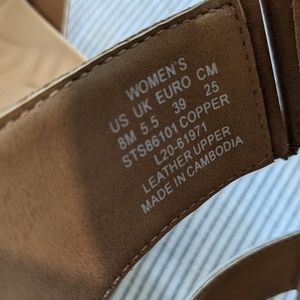 WOMEN'S
US UK EURO CM
8M 5.5 39 25
STS86101 COPPER
L20-61971
LEATHER UPPER
MADE IN CAMBODIA